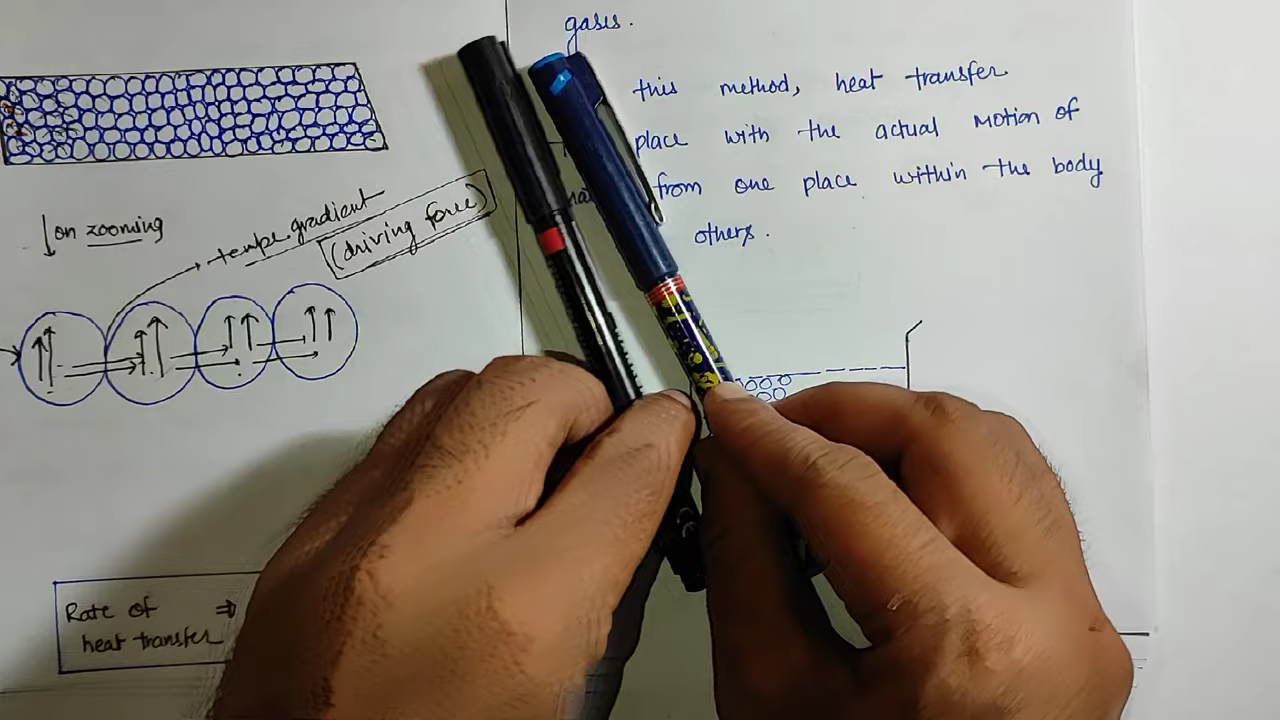 on zooming
tempe. gradient
(driving force)
Rate of ⇒
heat transfer
gases.
this method, heat transfer
place with the actual motion of
from one place within the body
others.